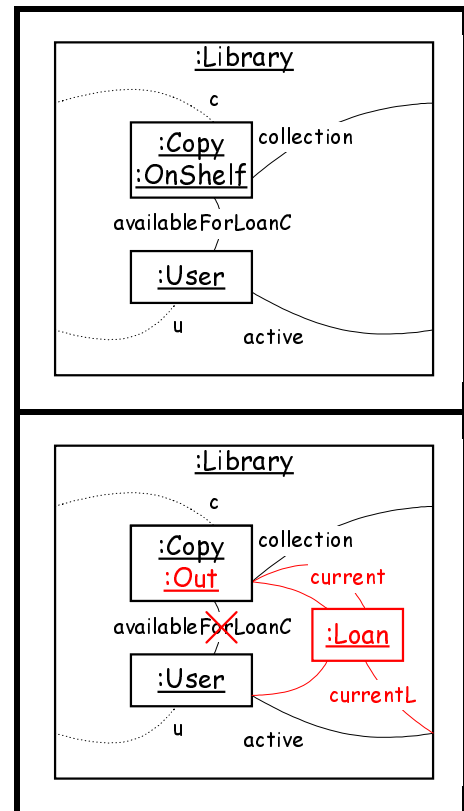 :Library
c
:Copy
collection
:OnShelf
availableForLoanC
:User
u
active
:Library
c
:Copy
collection
:Out
current
availableForLoanC
:Loan
:User
currentL
u
active